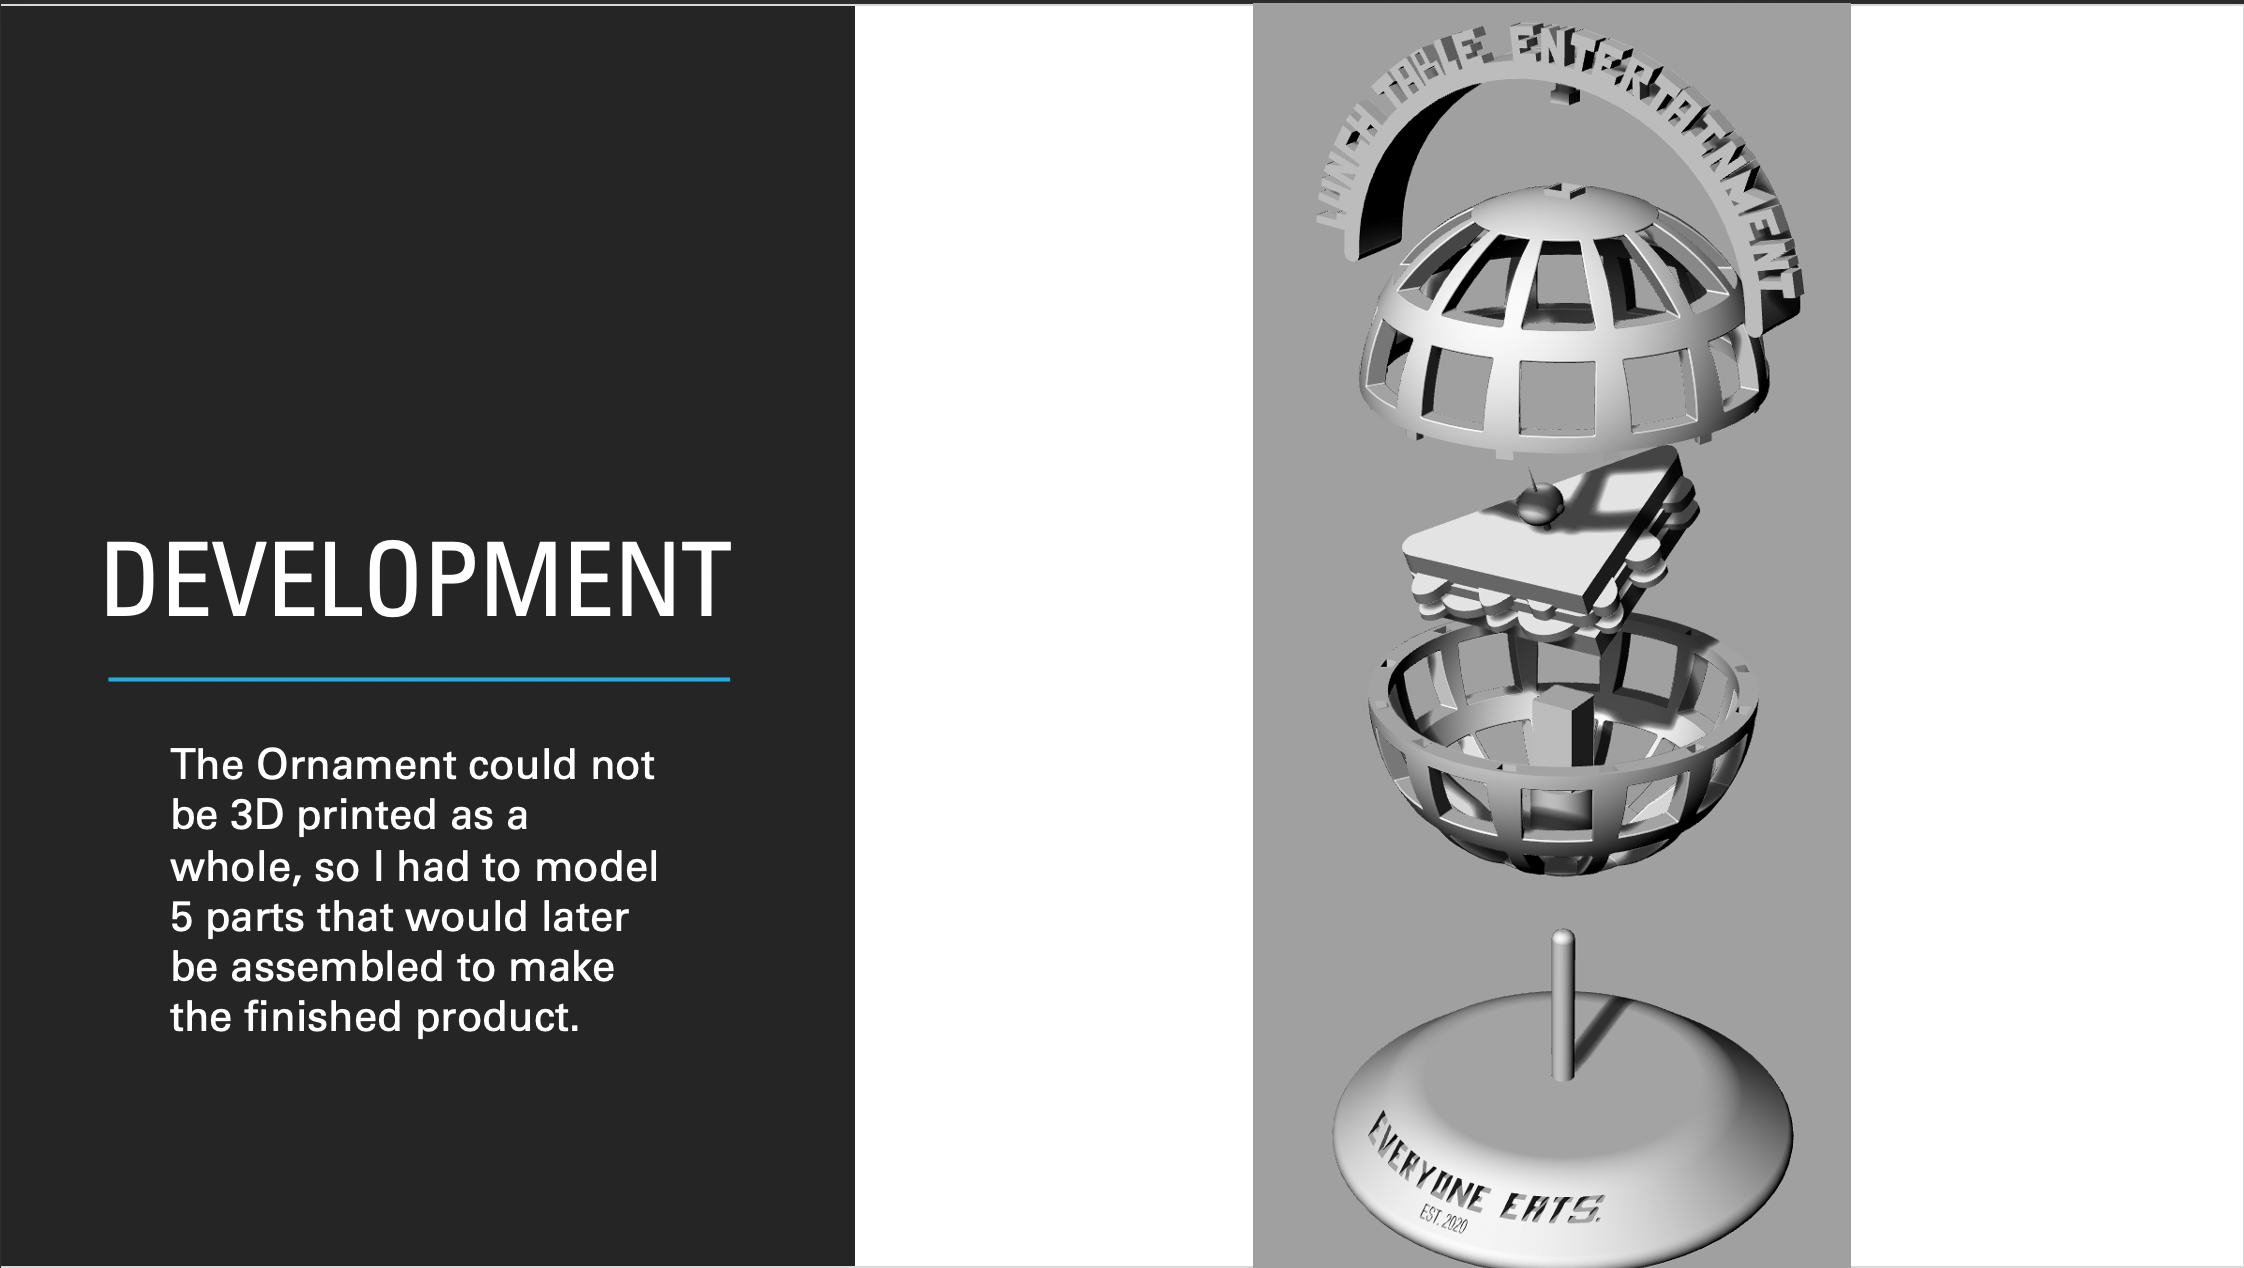 DEVELOPMENT
The Ornament could not
be 3D printed as a
whole, so I had to model
5 parts that would later
be assembled to make
the finished product.
LUNCH TABLE ENTERTAINMENT
EVERYONE EATS.
EST. 2020